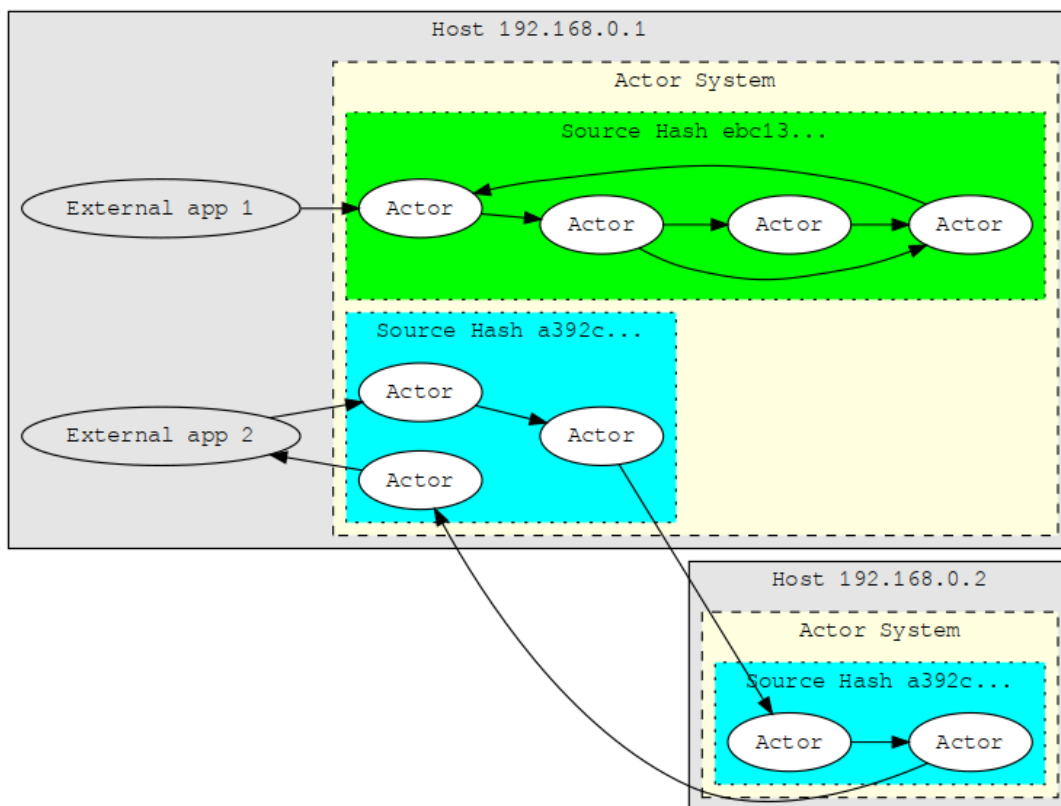 Host 192.168.0.1
Actor System
Source Hash ebc13...
External app 1
Actor
Actor
Actor
Actor
Source Hash a392c...
Actor
External app 2
Actor
Actor
Host 192.168.0.2
Actor System
Source Hash a392c...
Actor
Actor